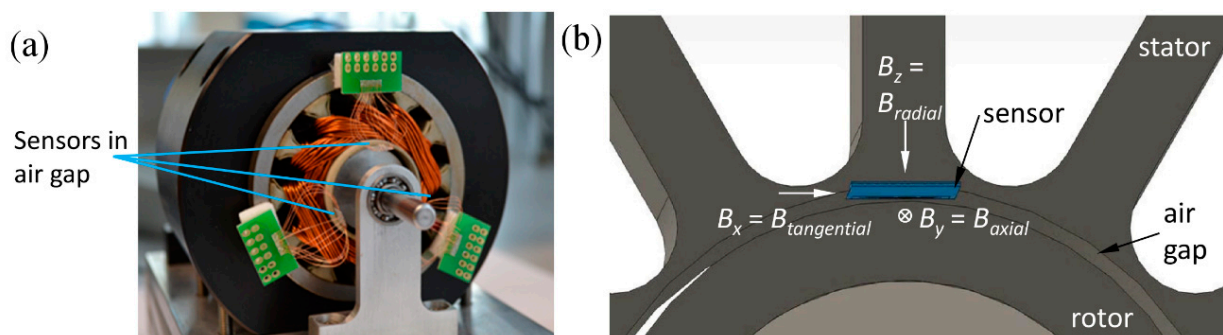 (a)
Sensors in
air gap
(b)
stator
B_z =
B_radial
sensor
B_x = B_tangential
⊗ B_y = B_axial
air
gap
rotor